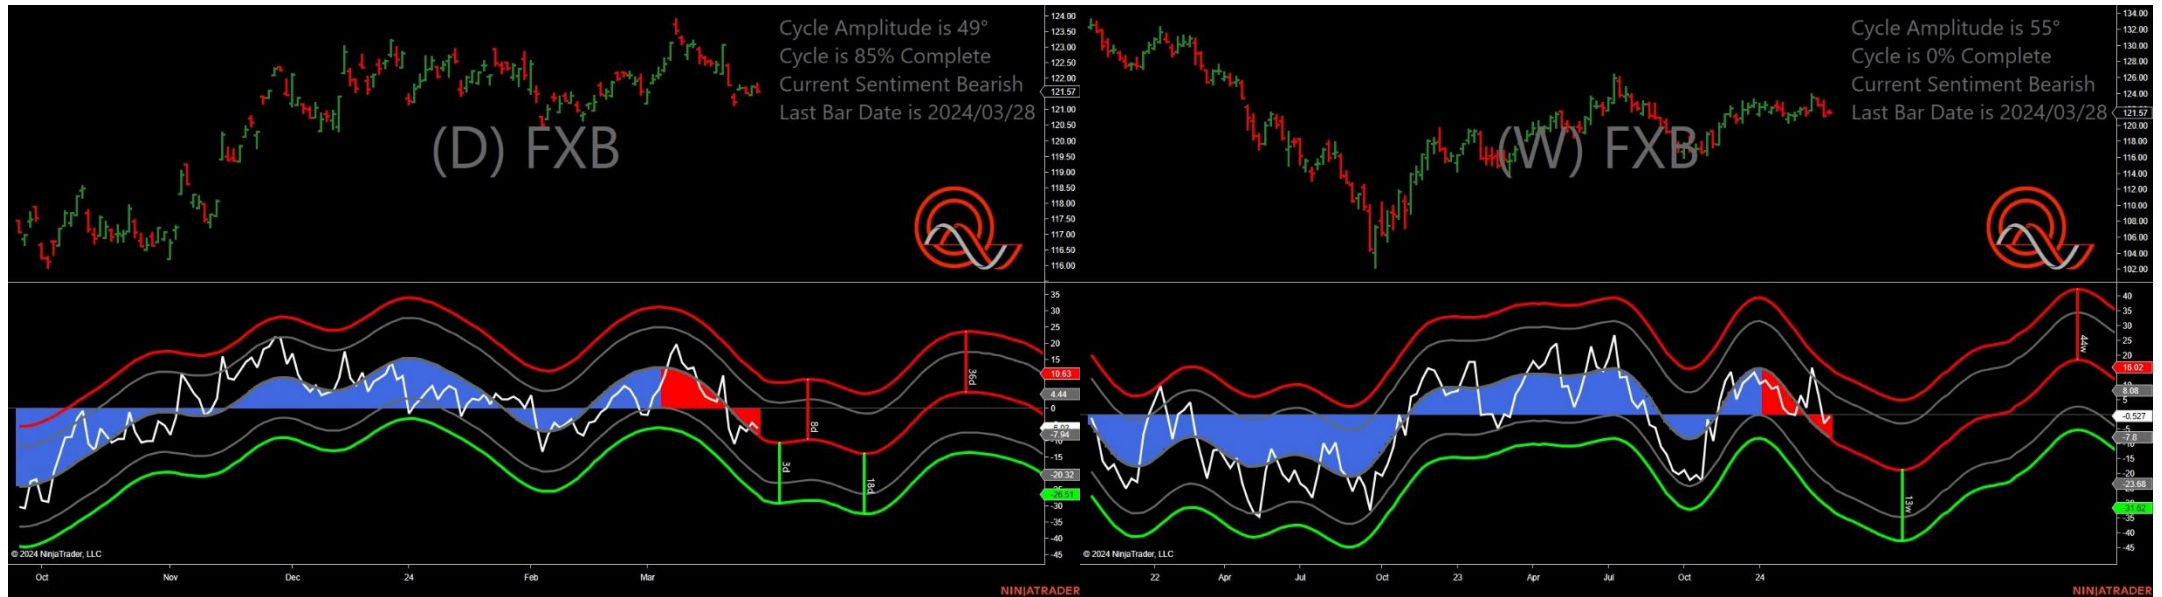 Cycle Amplitude is 49°
Cycle is 85% Complete
Current Sentiment Bearish
Last Bar Date is 2024/03/28
(D) FXB
124.00
123.50
123.00
122.50
122.00
121.57
121.00
120.50
120.00
119.50
119.00
118.50
118.00
117.50
117.00
116.50
116.00
35
30
25
20
15
10.63
4.44
0
-7.94
-10
-15
-20.32
-26.51
-30
-35
-40
-45
8d
3d
18d
36d
© 2024 NinjaTrader, LLC
Oct
Nov
Dec
24
Feb
Mar
NINJATRADER
Cycle Amplitude is 55°
Cycle is 0% Complete
Current Sentiment Bearish
Last Bar Date is 2024/03/28
(W) FXB
134.00
132.00
130.00
128.00
126.00
124.00
121.57
120.00
118.00
116.00
114.00
112.00
110.00
108.00
106.00
104.00
102.00
40
35
30
25
20
16.02
8.08
5
-0.527
-5
-7.8
-15
-20
-23.68
-31.62
-35
-40
-45
44w
13w
© 2024 NinjaTrader, LLC
22
Apr
Jul
Oct
23
Apr
Jul
Oct
24
NINJATRADER